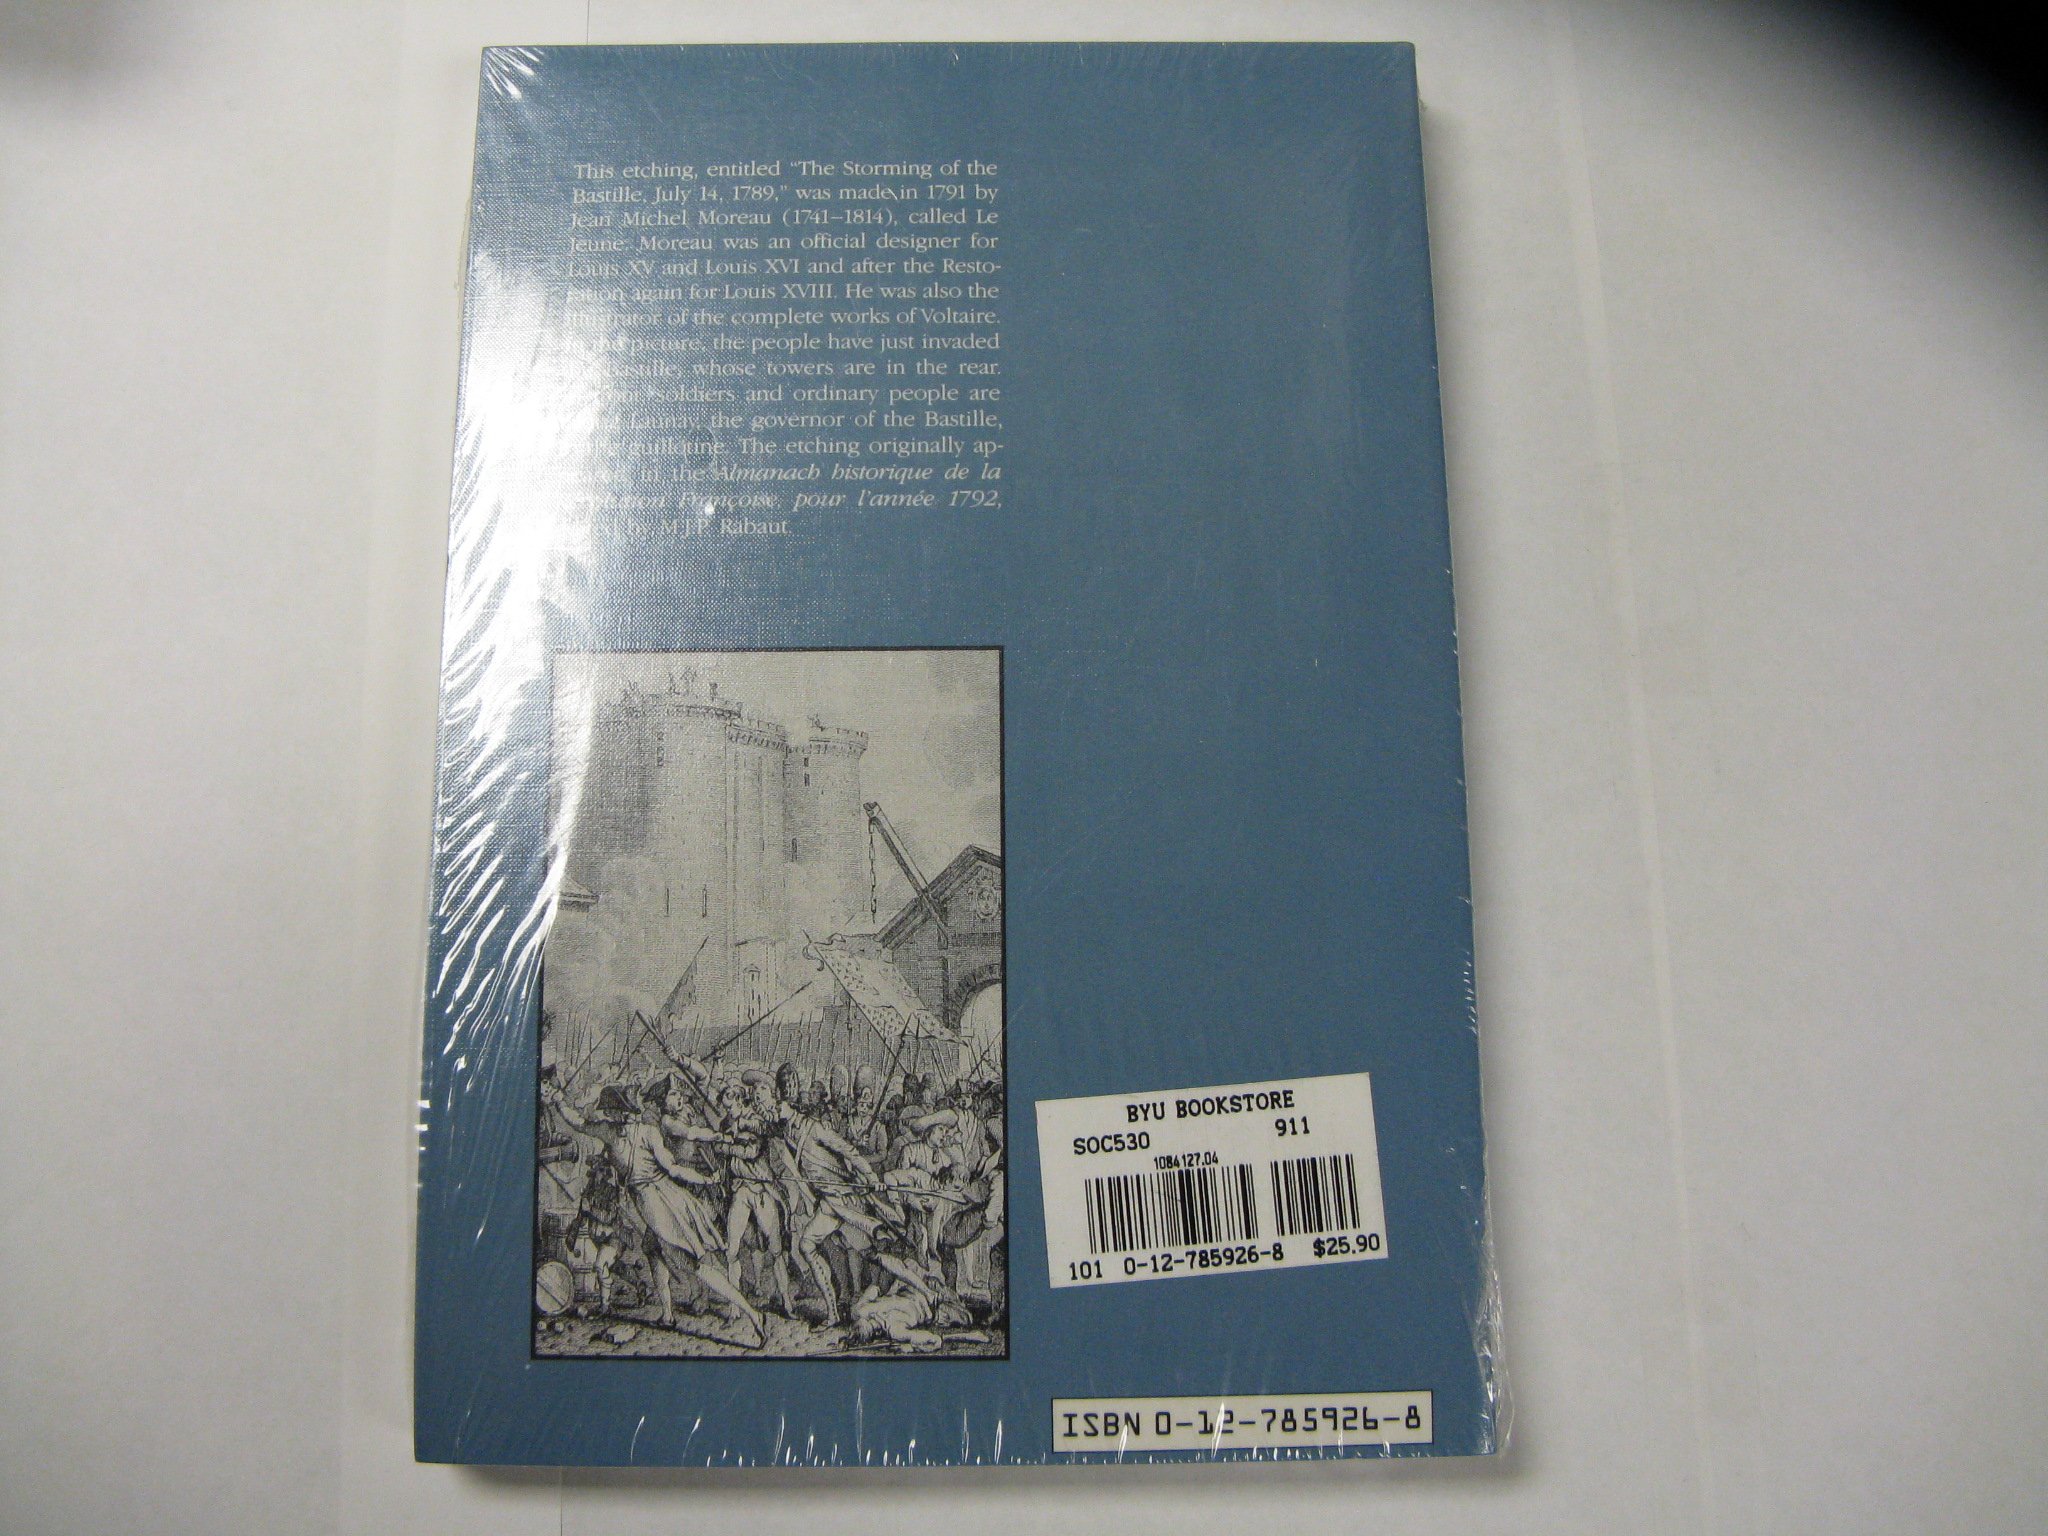 This etching, entitled “The Storming of the
Bastille, July 14, 1789,” was made in 1791 by
Jean Michel Moreau (1741–1814), called Le
Jeune. Moreau was an official designer for
Louis XV and Louis XVI and after the Resto-
ration again for Louis XVIII. He was also the
illustrator of the complete works of Voltaire.
picture, the people have just invaded
Bastille, whose towers are in the rear.
soldiers and ordinary people are
Launay, the governor of the Bastille,
guillotine. The etching originally ap-
in the Almanach historique de la
Françoise, pour l'année 1792,
by M.J.P. Rabaut.
BYU BOOKSTORE
SOC530 911
1084127.04
101 0-12-785926-8 $25.90
ISBN 0-12-785926-8